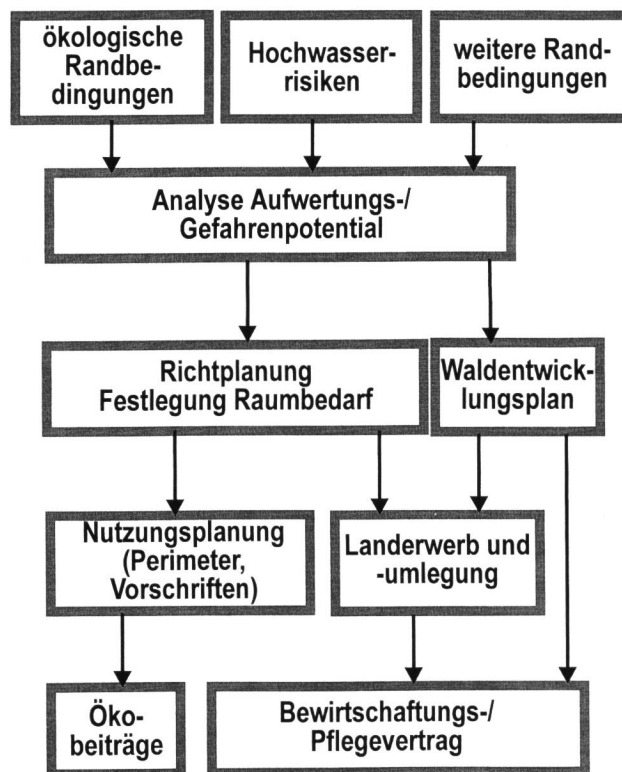 ökologische
Randbe-
dingungen
Hochwasser-
risiken
weitere Rand-
bedingungen
Analyse Aufwertungs-/
Gefahrenpotential
Richtplanung
Festlegung Raumbedarf
Waldentwick-
lungsplan
Nutzungsplanung
(Perimeter,
Vorschriften)
Landerwerb und
-umlegung
Öko-
beiträge
Bewirtschaftungs-/
Pflegevertrag